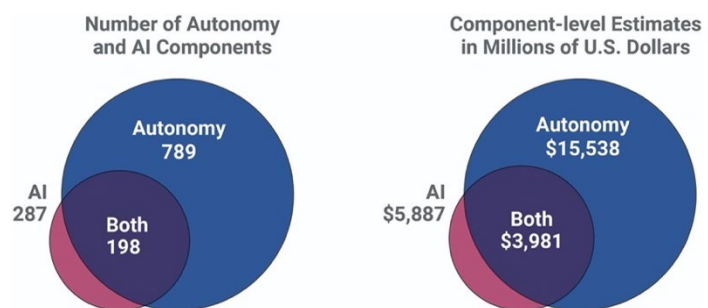 Number of Autonomy
and AI Components
Autonomy
789
AI
287
Both
198
Component-level Estimates
in Millions of U.S. Dollars
Autonomy
$15,538
AI
$5,887
Both
$3,981